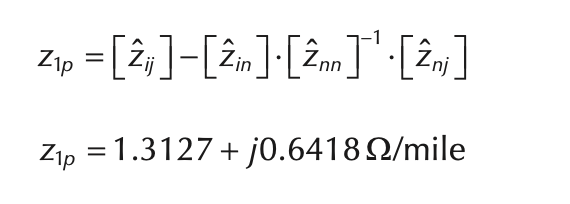 z₁ₚ = [ẑᵢⱼ] − [ẑᵢₙ] · [ẑₙₙ]⁻¹ · [ẑₙⱼ]
z₁ₚ = 1.3127 + j0.6418 Ω/mile